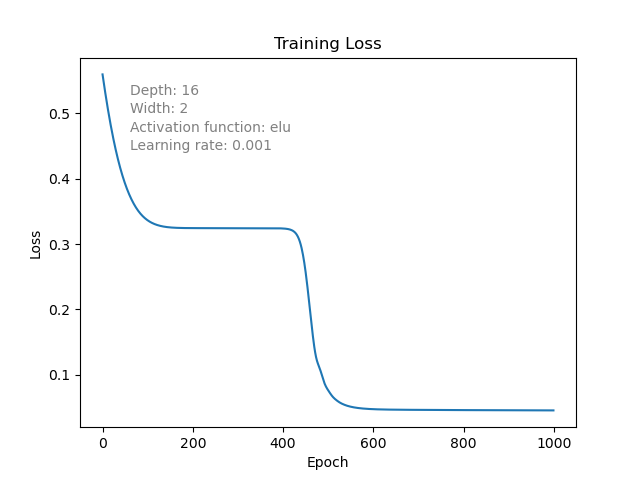 Training Loss
Depth: 16
Width: 2
Activation function: elu
Learning rate: 0.001
0.5
0.4
0.3
0.2
0.1
Loss
0 200 400 600 800 1000
Epoch